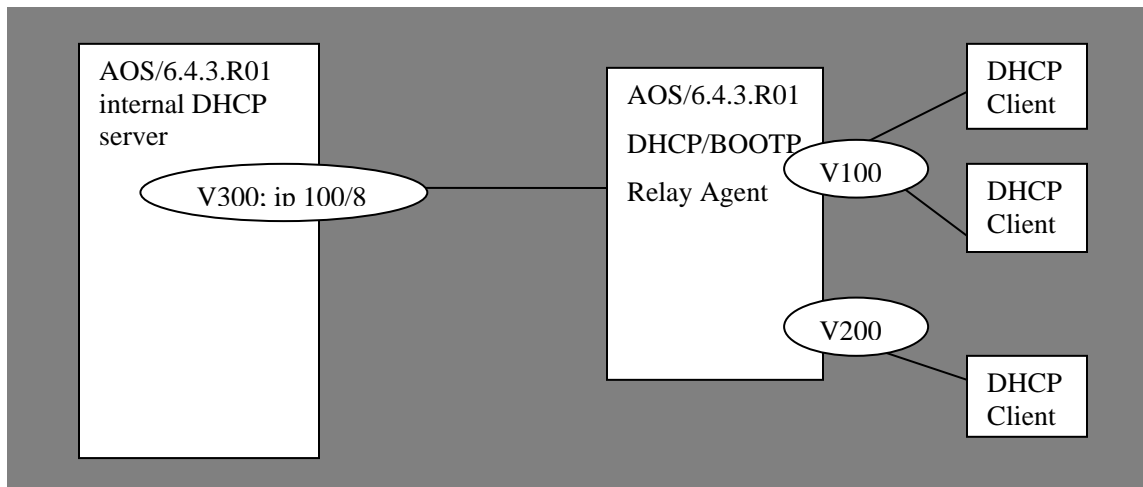 AOS/6.4.3.R01
internal DHCP
server
V300: ip 100/8
AOS/6.4.3.R01
DHCP/BOOTP
Relay Agent
V100
V200
DHCP
Client
DHCP
Client
DHCP
Client